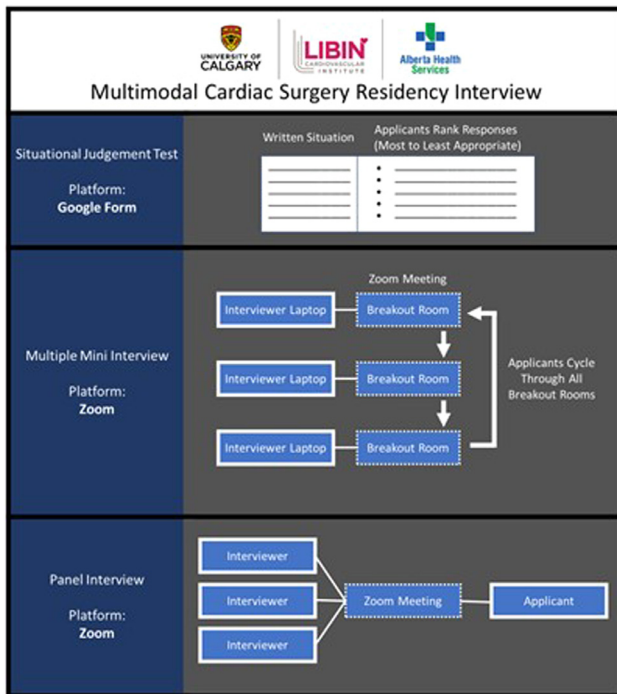 UNIVERSITY OF
CALGARY
LIBIN
CARDIOVASCULAR
INSTITUTE
Alberta Health
Services
Multimodal Cardiac Surgery Residency Interview
Situational Judgement Test
Platform:
Google Form
Written Situation
Applicants Rank Responses
(Most to Least Appropriate)
Multiple Mini Interview
Platform:
Zoom
Zoom Meeting
Interviewer Laptop
Breakout Room
Interviewer Laptop
Breakout Room
Interviewer Laptop
Breakout Room
Applicants Cycle
Through All
Breakout Rooms
Panel Interview
Platform:
Zoom
Interviewer
Interviewer
Interviewer
Zoom Meeting
Applicant